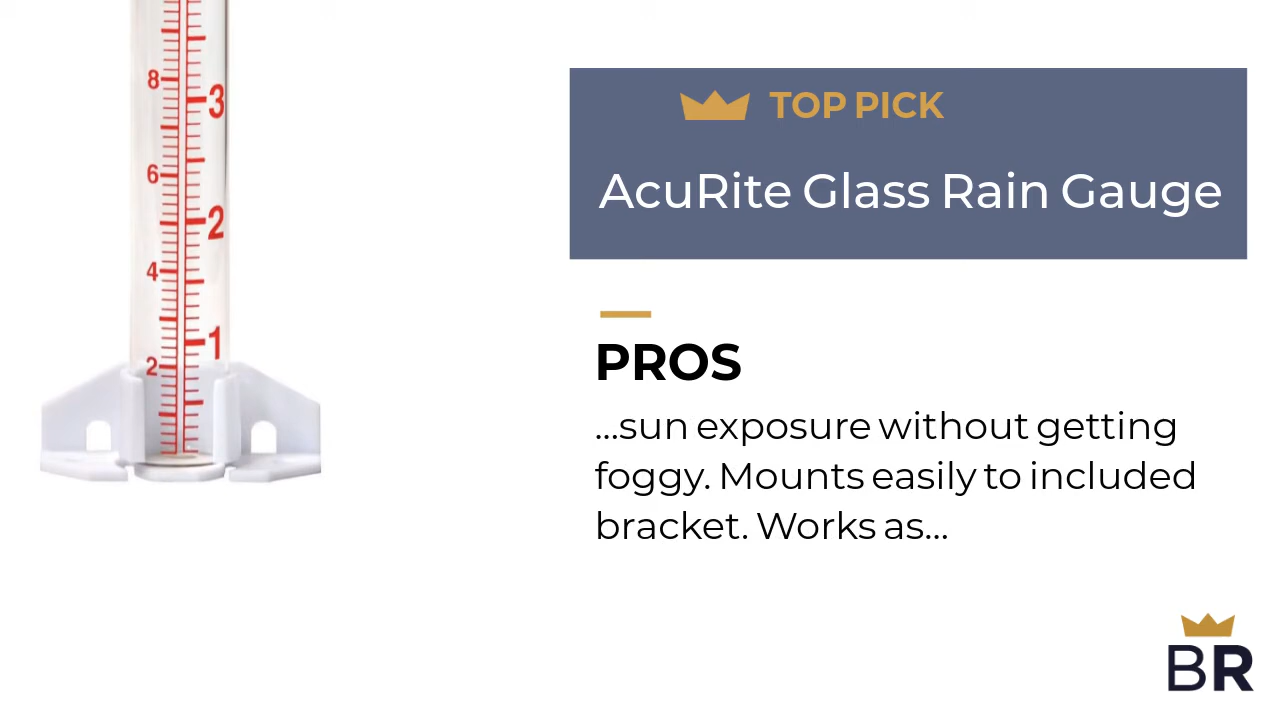 8
3
6
2
4
1
2
TOP PICK
AcuRite Glass Rain Gauge
PROS
...sun exposure without getting
foggy. Mounts easily to included
bracket. Works as...
BR